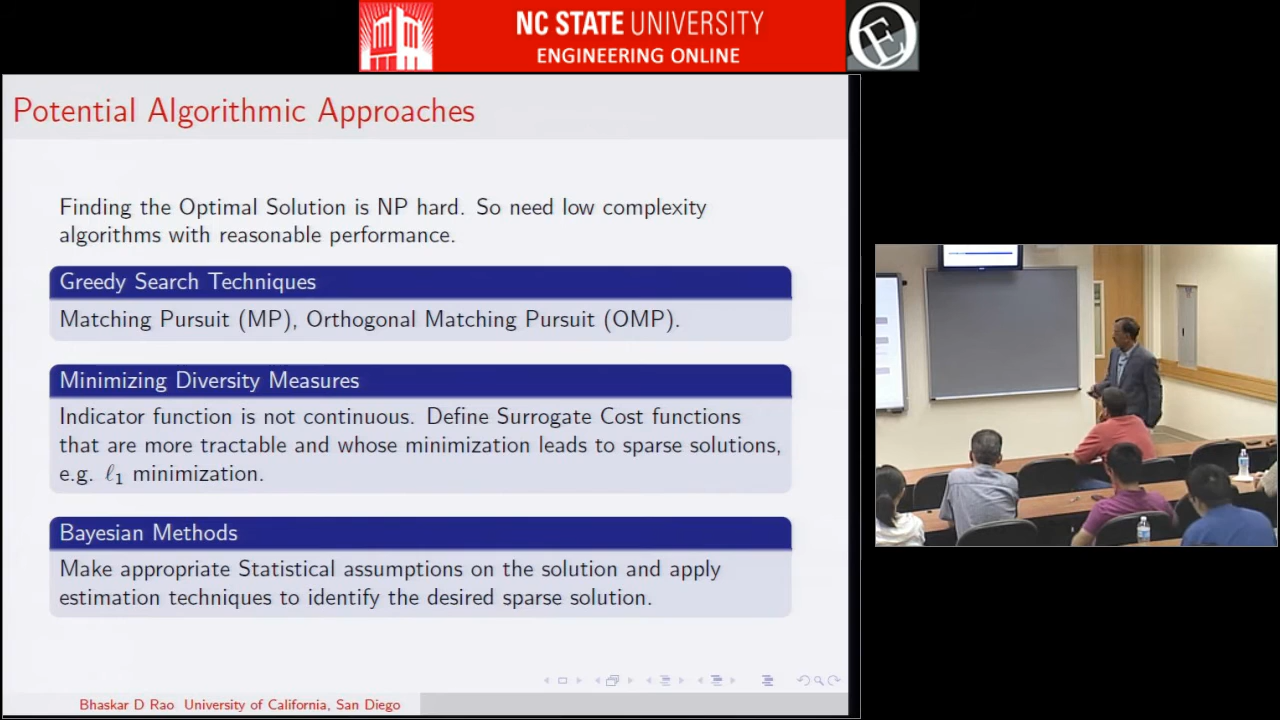 NC STATE UNIVERSITY
ENGINEERING ONLINE
Potential Algorithmic Approaches
Finding the Optimal Solution is NP hard. So need low complexity
algorithms with reasonable performance.
Greedy Search Techniques
Matching Pursuit (MP), Orthogonal Matching Pursuit (OMP).
Minimizing Diversity Measures
Indicator function is not continuous. Define Surrogate Cost functions
that are more tractable and whose minimization leads to sparse solutions,
e.g. ℓ₁ minimization.
Bayesian Methods
Make appropriate Statistical assumptions on the solution and apply
estimation techniques to identify the desired sparse solution.
Bhaskar D Rao University of California, San Diego